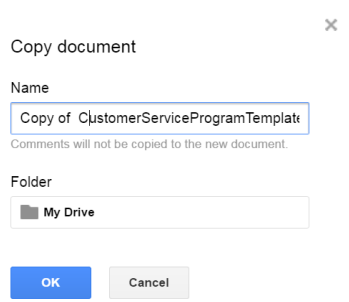 Copy document
Name
Copy of  CustomerServiceProgramTemplate
Comments will not be copied to the new document.
Folder
My Drive
OK Cancel